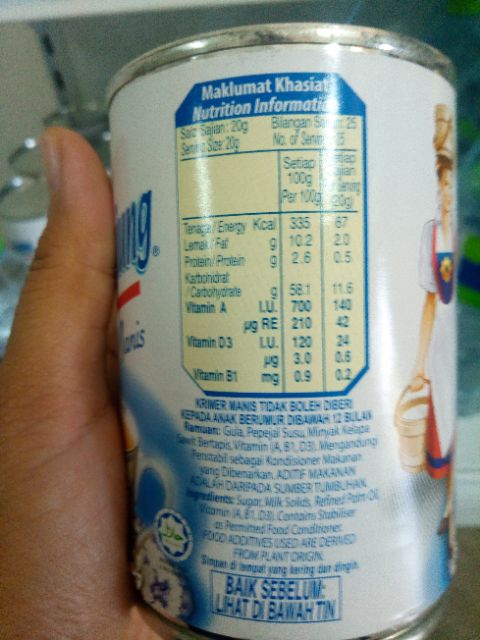 Maklumat Khasiat
Nutrition Informati
Saiz Sajian: 20g Bilangan 25
Serving Size: 20g No. of Servin 25
Setiap
100g
Per 100g
20g)
Tenaga / Energy Kcal 335 67
Lemak / Fat g 10.2 2.0
Protein / Protein g 2.6 0.5
Karbohidrat
/ Carbohydrate g 58.1 11.6
Vitamin A I.U. 700 140
µg RE 210 42
Vitamin D3 I.U. 120 24
µg 3.0 0.6
Vitamin B1 mg 0.9 0.2
ung®
Manis
KRIMER MANIS TIDAK BOLEH DIBERI
KEPADA ANAK BERUMUR DIBAWAH 12 BULAN
Ramuan: Gula, Pepejal Susu, Minyak Kelapa
Sawit Bertapis, Vitamin (A, B1, D3). Mengandungi
Penstabil sebagai Kondisioner Makanan
yang Dibenarkan. ADITIF MAKANAN
ADALAH DARIPADA SUMBER TUMBUHAN.
Ingredients: Sugar, Milk Solids, Refined Palm Oil,
Vitamin (A, B1, D3). Contains Stabiliser
as Permitted Food Conditioner.
FOOD ADDITIVES USED ARE DERIVED
FROM PLANT ORIGIN.
Simpan di tempat yang kering dan dingin.
حلال
BAIK SEBELUM:
LIHAT DI BAWAH TIN